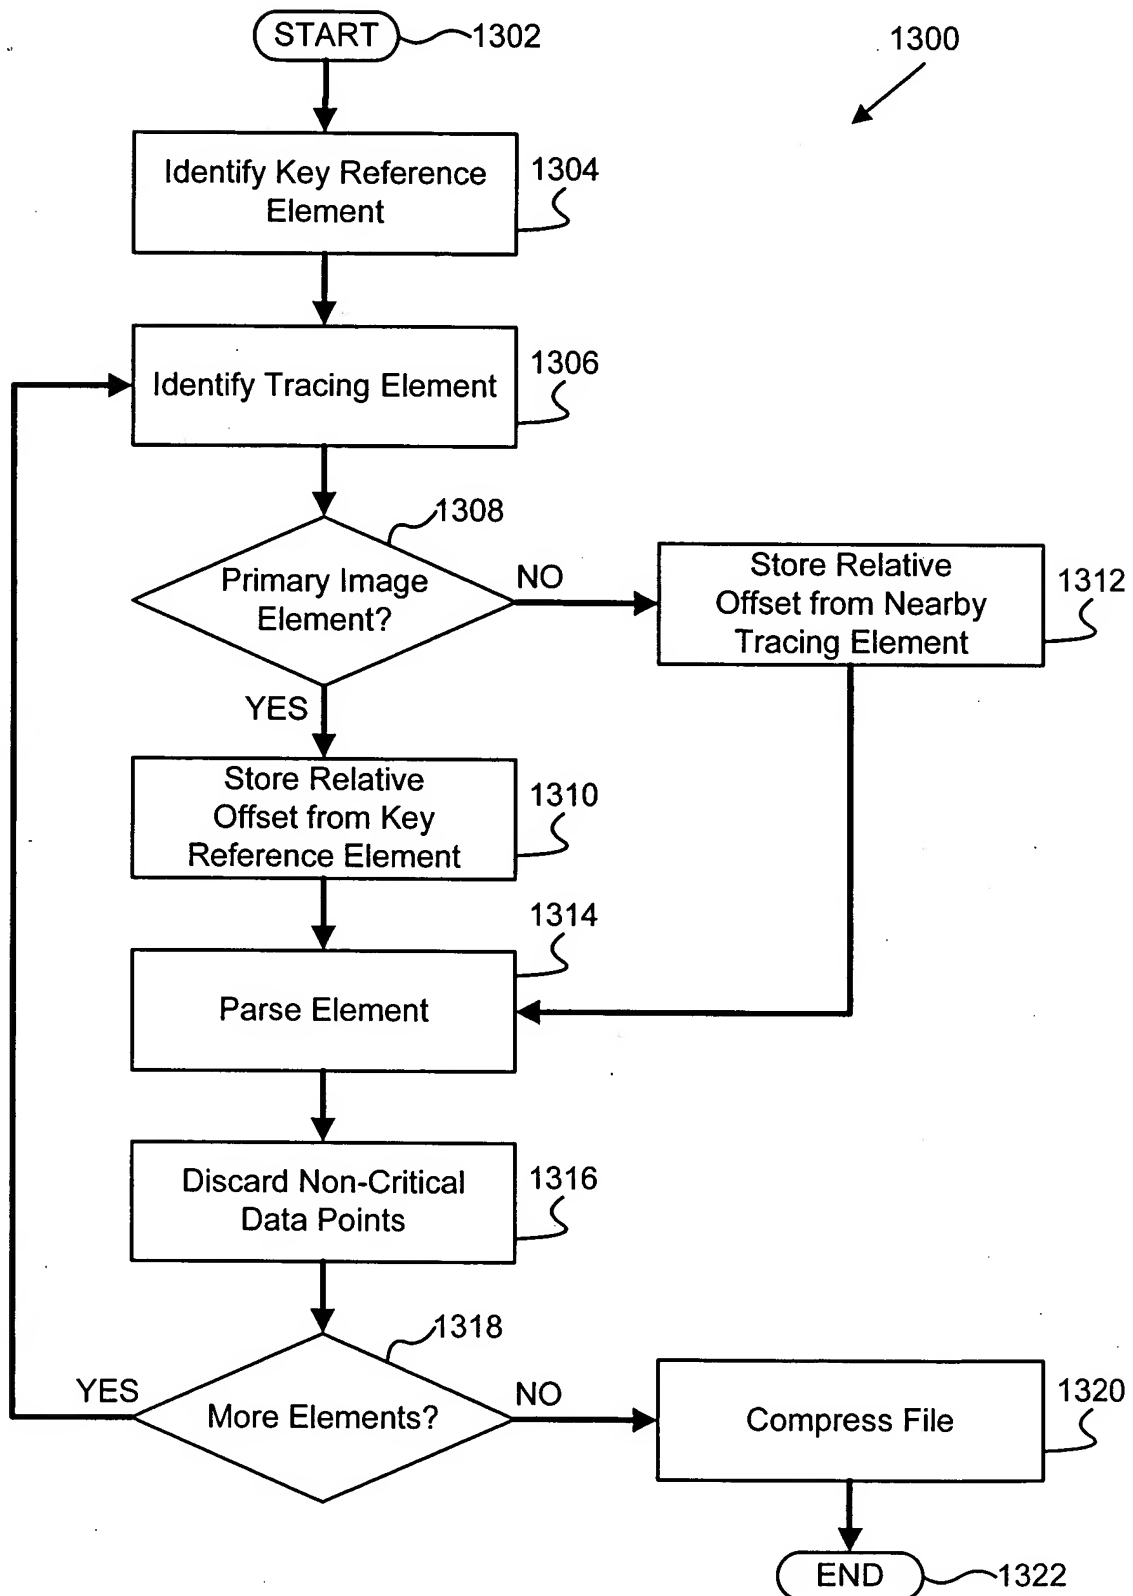 START
1302
1300
Identify Key Reference
Element
1304
Identify Tracing Element
1306
1308
Primary Image
Element?
NO
Store Relative
Offset from Nearby
Tracing Element
1312
YES
Store Relative
Offset from Key
Reference Element
1310
1314
Parse Element
Discard Non-Critical
Data Points
1316
1318
YES
More Elements?
NO
Compress File
1320
END
1322